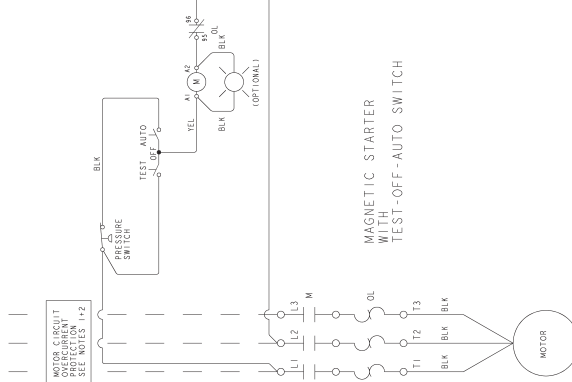 MOTOR CIRCUIT
OVERCURRENT
PROTECTION
SEE NOTES 1+2
PRESSURE
SWITCH
BLK
TEST
OFF
AUTO
YEL
A1
M
A2
95
96
OL
BLK
BLK
(OPTIONAL)
L1
L2
L3
M
OL
T1
T2
T3
BLK
BLK
BLK
MOTOR
MAGNETIC STARTER
WITH
TEST-OFF-AUTO SWITCH